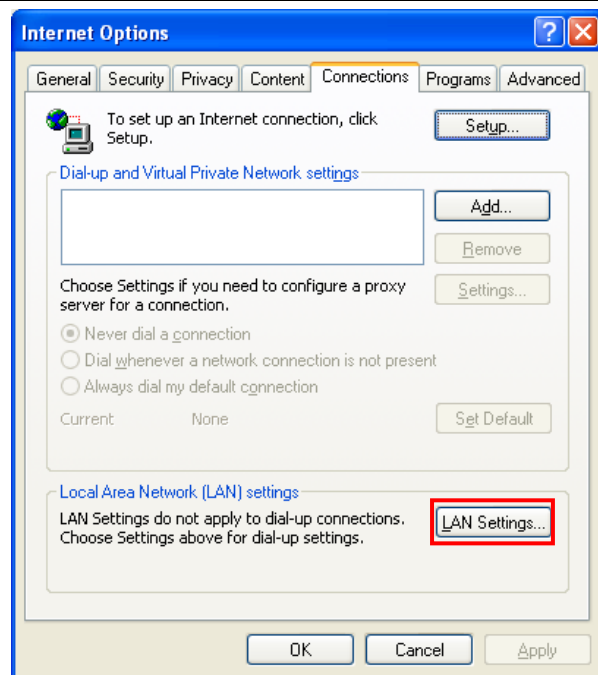 Internet Options
General Security Privacy Content Connections Programs Advanced
To set up an Internet connection, click
Setup.
Setup...
Dial-up and Virtual Private Network settings
Add...
Remove
Choose Settings if you need to configure a proxy
server for a connection.
Settings...
Never dial a connection
Dial whenever a network connection is not present
Always dial my default connection
Current None
Set Default
Local Area Network (LAN) settings
LAN Settings do not apply to dial-up connections.
Choose Settings above for dial-up settings.
LAN Settings...
OK Cancel Apply